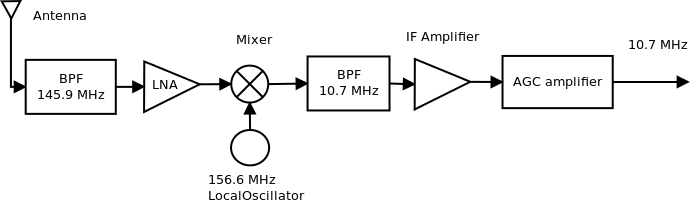 Antenna
BPF
145.9 MHz
LNA
Mixer
156.6 MHz
LocalOscillator
BPF
10.7 MHz
IF Amplifier
AGC amplifier
10.7 MHz